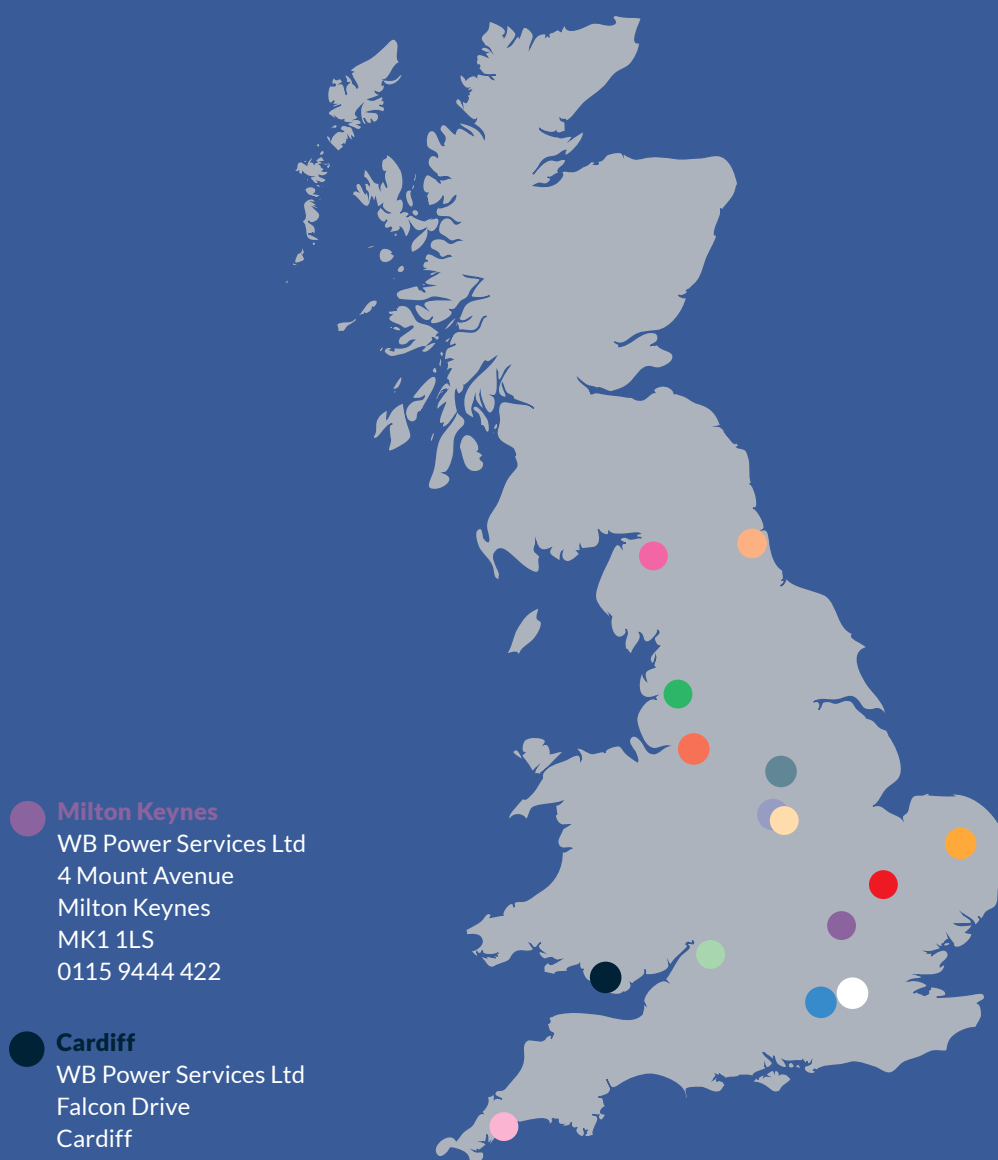 Milton Keynes
WB Power Services Ltd
4 Mount Avenue
Milton Keynes
MK1 1LS
0115 9444 422
Cardiff
WB Power Services Ltd
Falcon Drive
Cardiff